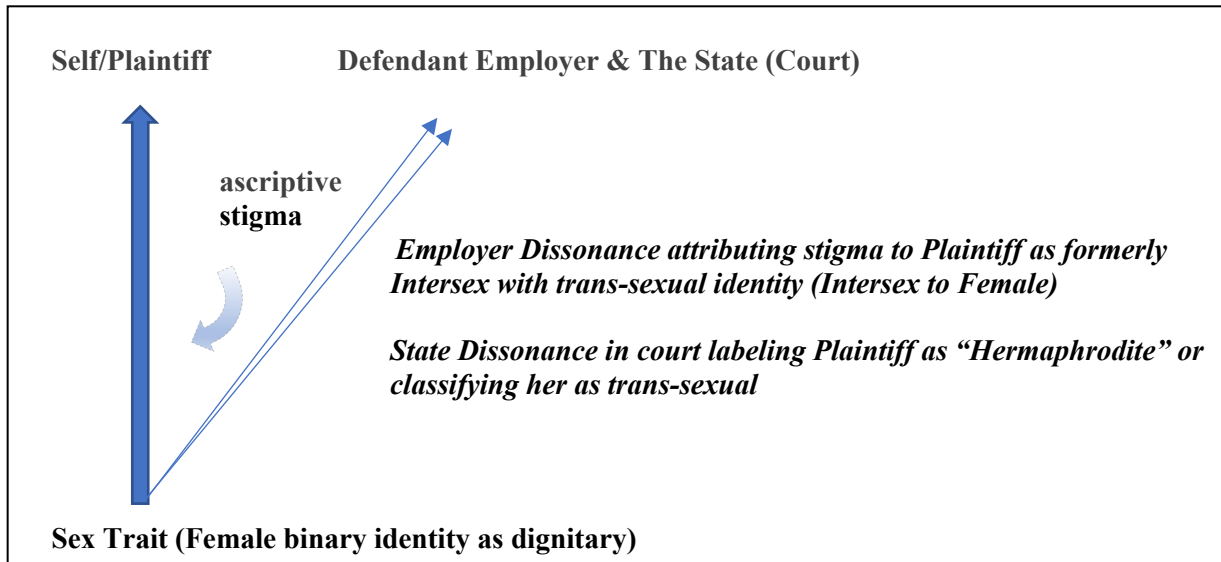 Self/Plaintiff Defendant Employer & The State (Court)
ascriptive
stigma
Employer Dissonance attributing stigma to Plaintiff as formerly
Intersex with trans-sexual identity (Intersex to Female)
State Dissonance in court labeling Plaintiff as “Hermaphrodite” or
classifying her as trans-sexual
Sex Trait (Female binary identity as dignitary)